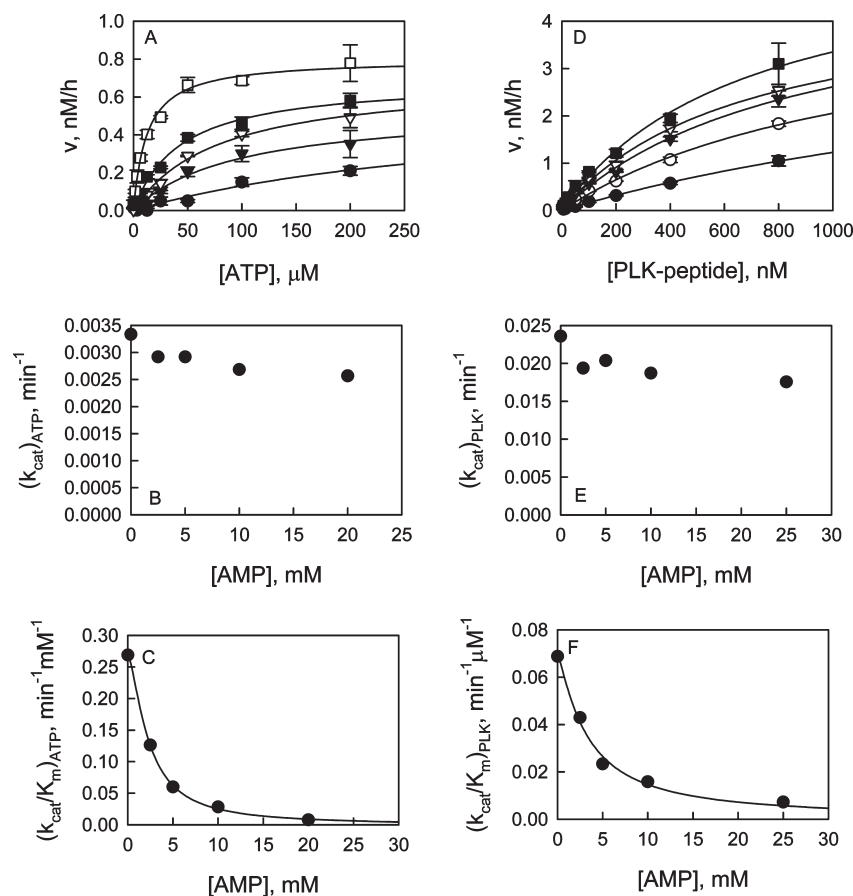 A
v, nM/h
1.0
0.8
0.6
0.4
0.2
0.0
0 50 100 150 200 250
[ATP], μM
D
v, nM/h
4
3
2
1
0
0 200 400 600 800 1000
[PLK-peptide], nM
B
(kcat)ATP, min-1
0.0035
0.0030
0.0025
0.0020
0.0015
0.0010
0.0005
0.0000
0 5 10 15 20 25
[AMP], mM
E
(kcat)PLK, min-1
0.025
0.020
0.015
0.010
0.005
0.000
0 5 10 15 20 25 30
[AMP], mM
C
(kcat/Km)ATP, min-1mM-1
0.30
0.25
0.20
0.15
0.10
0.05
0.00
0 5 10 15 20 25 30
[AMP], mM
F
(kcat/Km)PLK, min-1μM-1
0.08
0.06
0.04
0.02
0.00
0 5 10 15 20 25 30
[AMP], mM